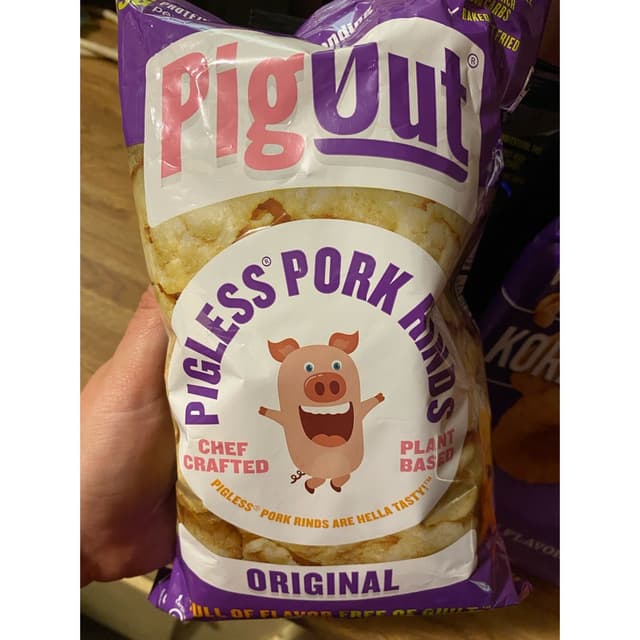 PigOut®
PIGLESS® PORK RINDS
CHEF
CRAFTED
PLANT
BASED
PIGLESS® PORK RINDS ARE HELLA TASTY!™
ORIGINAL
FULL OF FLAVOR FREE OF GUILT
KOR
FLAVO